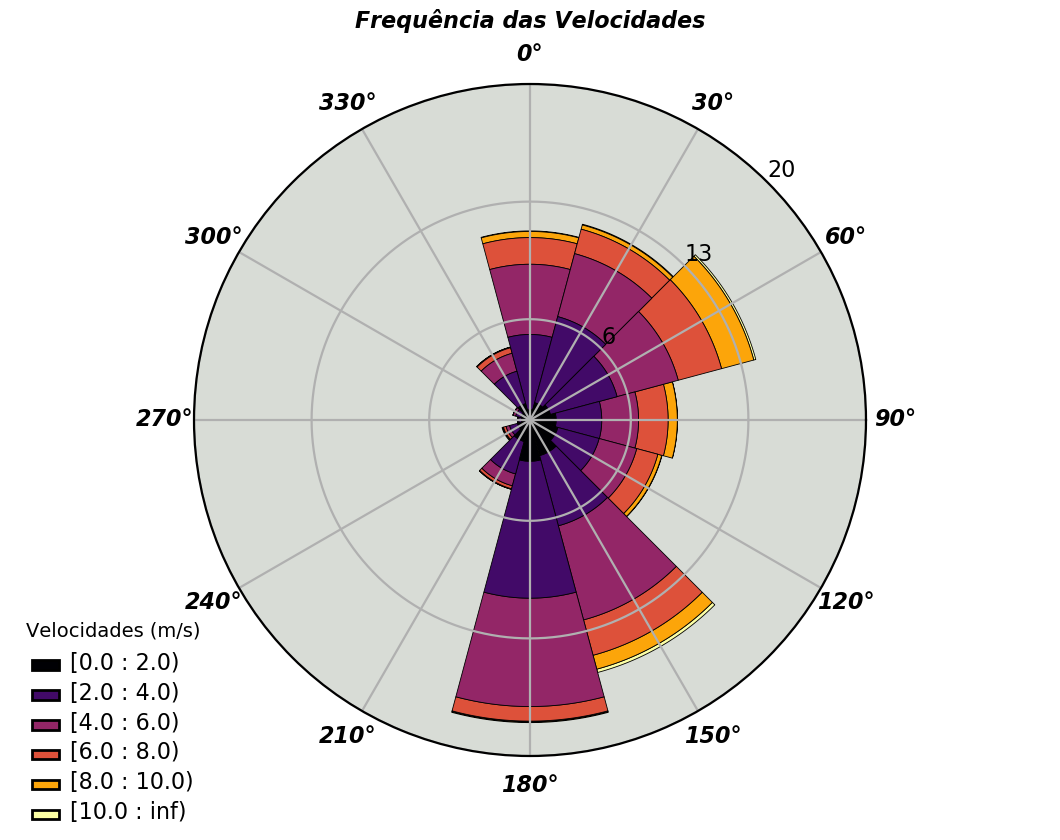 Frequência das Velocidades
0°
330°
30°
20
300°
60°
13
6
270°
90°
240°
120°
210°
150°
180°
Velocidades (m/s)
[0.0 : 2.0)
[2.0 : 4.0)
[4.0 : 6.0)
[6.0 : 8.0)
[8.0 : 10.0)
[10.0 : inf)